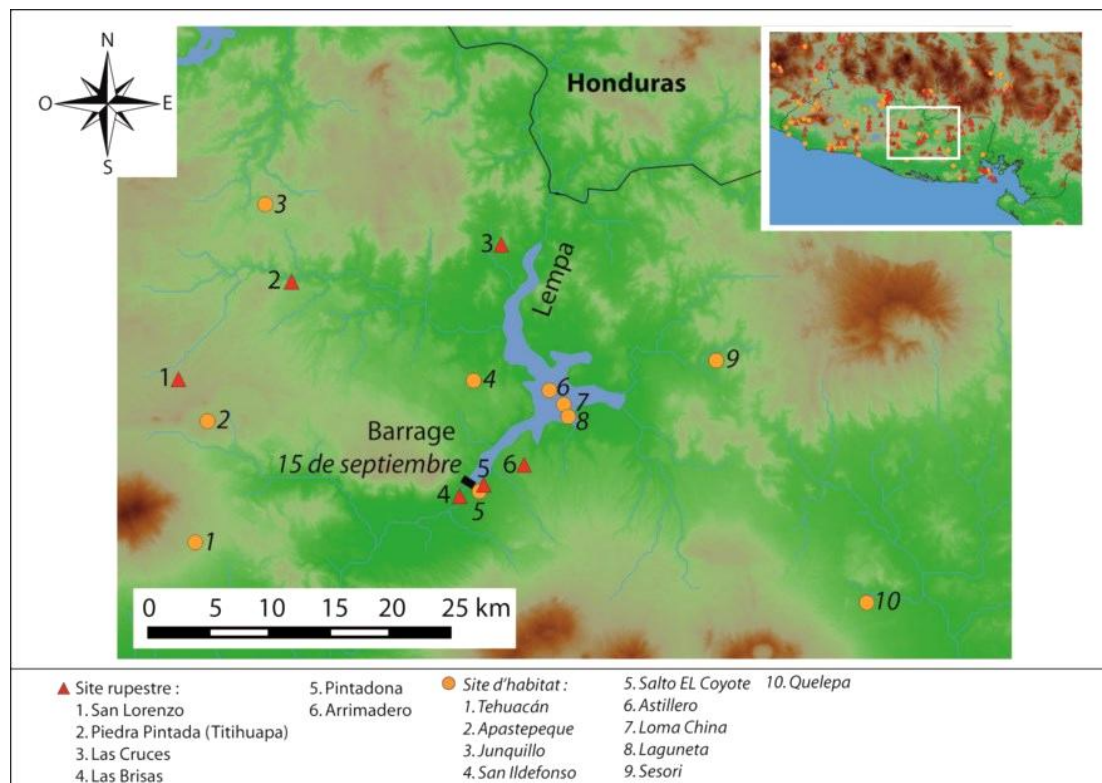 N
O
E
S
Honduras
3
3
Lempa
2
1
4
9
2
6
7
8
Barrage
15 de septiembre
5
6
4
5
1
10
0 5 10 15 20 25 km
Site rupestre :
1. San Lorenzo
2. Piedra Pintada (Titihuapa)
3. Las Cruces
4. Las Brisas
5. Pintadona
6. Arrimadero
Site d'habitat :
1. Tehuacán
2. Apastepeque
3. Junquillo
4. San Ildefonso
5. Salto EL Coyote
6. Astillero
7. Loma China
8. Laguneta
9. Sesori
10. Quelepa